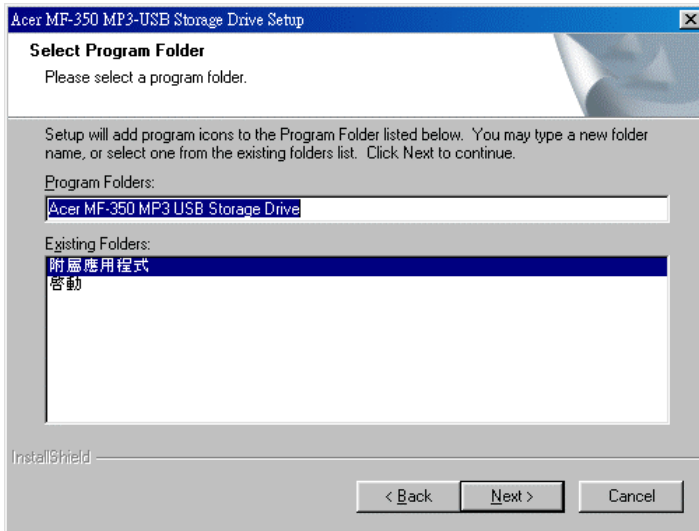 Acer MF-350 MP3-USB Storage Drive Setup
Select Program Folder
Please select a program folder.
Setup will add program icons to the Program Folder listed below. You may type a new folder
name, or select one from the existing folders list. Click Next to continue.
Program Folders:
Acer MF-350 MP3 USB Storage Drive
Existing Folders:
附屬應用程式
啓動
InstallShield
< Back
Next >
Cancel